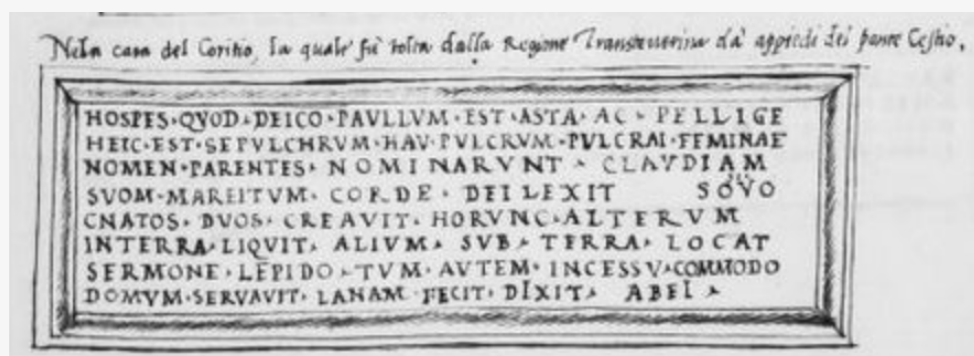 Nela casa del Coritio, la quale fù tolta dalla Regione Transteuerina dà appiedi del ponte Cestio,
HOSPES·QVOD·DEICO·PAVLLVM·EST·ASTA·AC·PELLIGE
HEIC·EST·SEPVLCHRVM·HAV·PVLCRVM·PVLCRAI·FEMINAE
NOMEN·PARENTES·NOMINARVNT·CLAVDIAM
SVOM·MAREITVM·CORDE·DEILEXIT SOVO
CNATOS·DVOS·CREAVIT·HORVNC·ALTERVM
INTERRA·LIQVIT·ALIVM·SVB·TERRA·LOCAT
SERMONE·LEPIDO·TVM·AVTEM·INCESSV·COMMODO
DOMVM·SERVAVIT·LANAM·FECIT·DIXIT·ABEI·